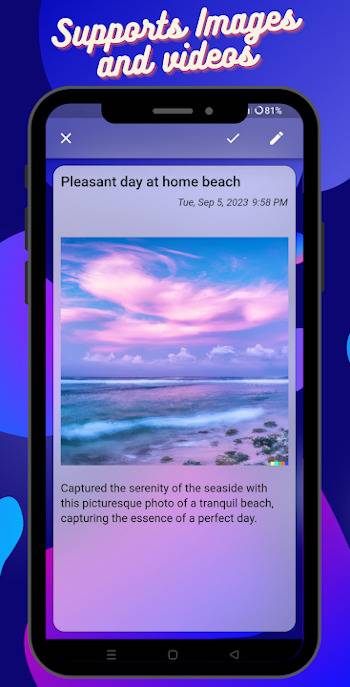 Supports Images
and videos
81%
Pleasant day at home beach
Tue, Sep 5, 2023 9:58 PM
Captured the serenity of the seaside with
this picturesque photo of a tranquil beach,
capturing the essence of a perfect day.